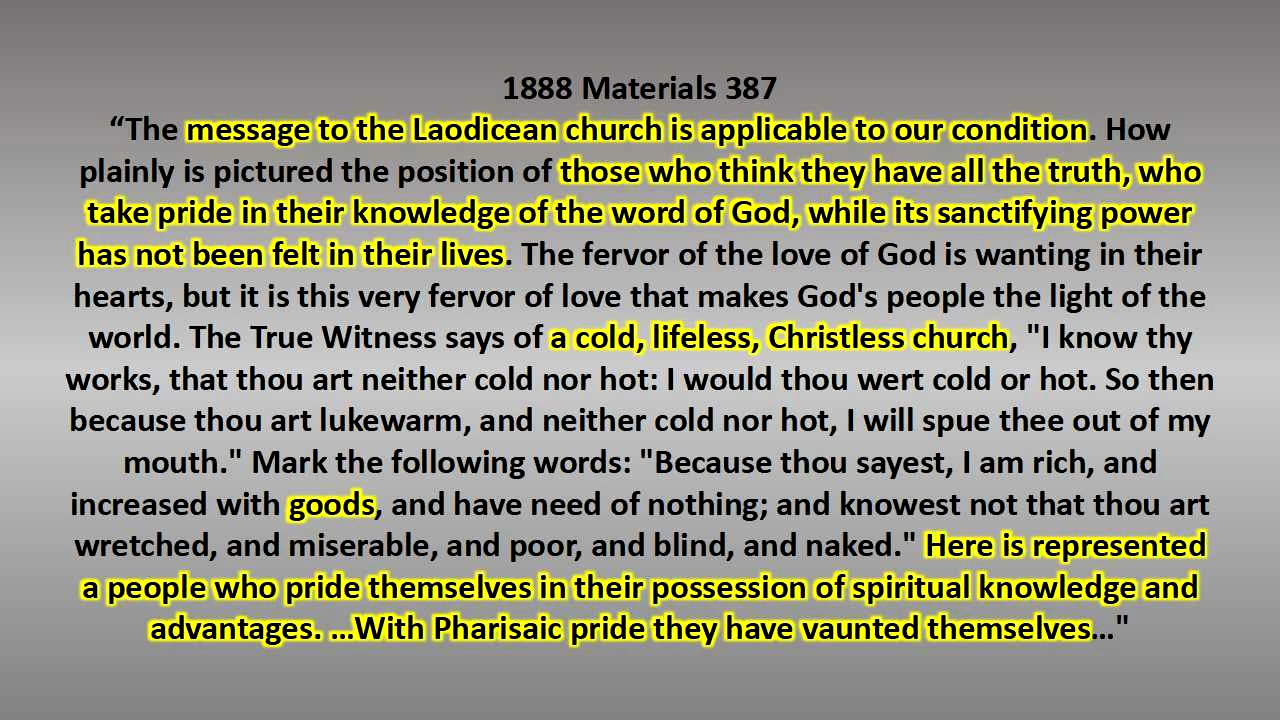 1888 Materials 387
“The message to the Laodicean church is applicable to our condition. How
plainly is pictured the position of those who think they have all the truth, who
take pride in their knowledge of the word of God, while its sanctifying power
has not been felt in their lives. The fervor of the love of God is wanting in their
hearts, but it is this very fervor of love that makes God's people the light of the
world. The True Witness says of a cold, lifeless, Christless church, "I know thy
works, that thou art neither cold nor hot: I would thou wert cold or hot. So then
because thou art lukewarm, and neither cold nor hot, I will spue thee out of my
mouth." Mark the following words: "Because thou sayest, I am rich, and
increased with goods, and have need of nothing; and knowest not that thou art
wretched, and miserable, and poor, and blind, and naked." Here is represented
a people who pride themselves in their possession of spiritual knowledge and
advantages. …With Pharisaic pride they have vaunted themselves…"